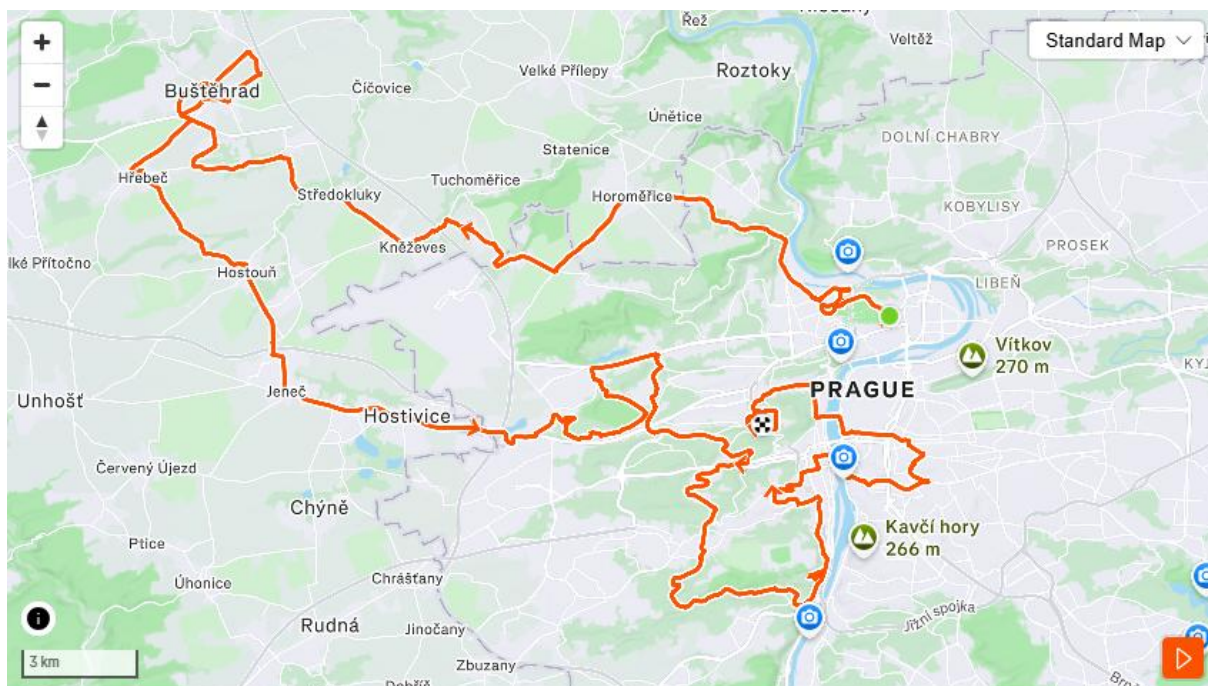 Řež
Veltěž
Standard Map
Velké Přílepy
Roztoky
Buštěhrad
Číčovice
Únětice
DOLNÍ CHABRY
Statenice
Hřebeč
Tuchoměřice
Středokluky
Horoměřice
KOBYLISY
Kněževes
PROSEK
lké Přítočno
Hostouň
LIBEŇ
Vítkov
270 m
KYJ
Unhošť
Jeneč
PRAGUE
Hostivice
Červený Újezd
Chýně
Kavčí hory
266 m
Ptice
Úhonice
Chrášťany
Rudná
Jinočany
Jižní spojka
3 km
Zbuzany